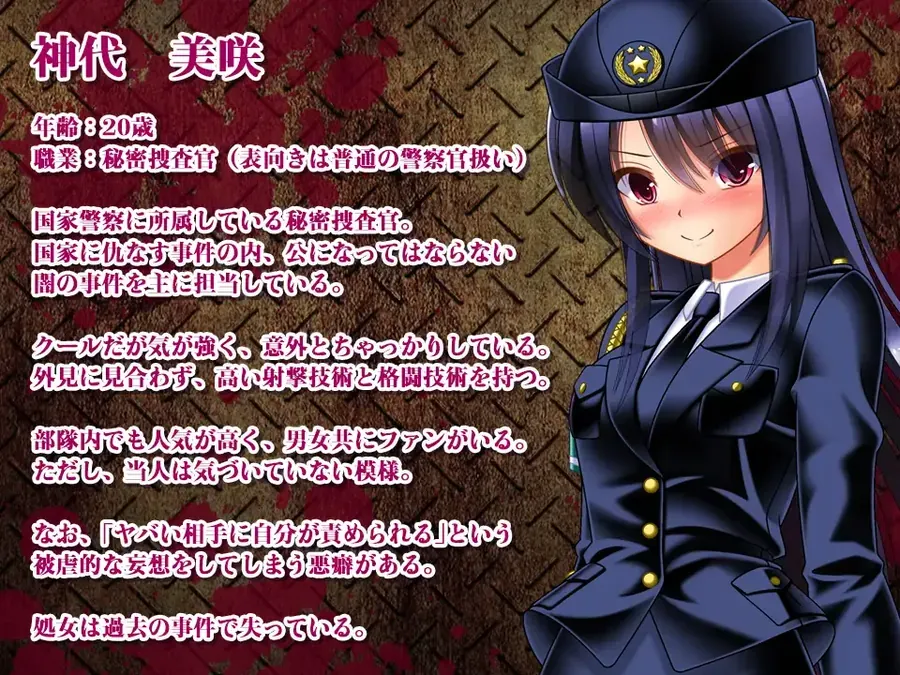 神代　美咲
年齢：20歳
職業：秘密捜査官（表向きは普通の警察官扱い）
国家警察に所属している秘密捜査官。
国家に仇なす事件の内、公になってはならない
闇の事件を主に担当している。
クールだが気が強く、意外とちゃっかりしている。
外見に見合わず、高い射撃技術と格闘技術を持つ。
部隊内でも人気が高く、男女共にファンがいる。
ただし、当人は気づいていない模様。
なお、「ヤバい相手に自分が責められる」という
被虐的な妄想をしてしまう悪癖がある。
処女は過去の事件で失っている。